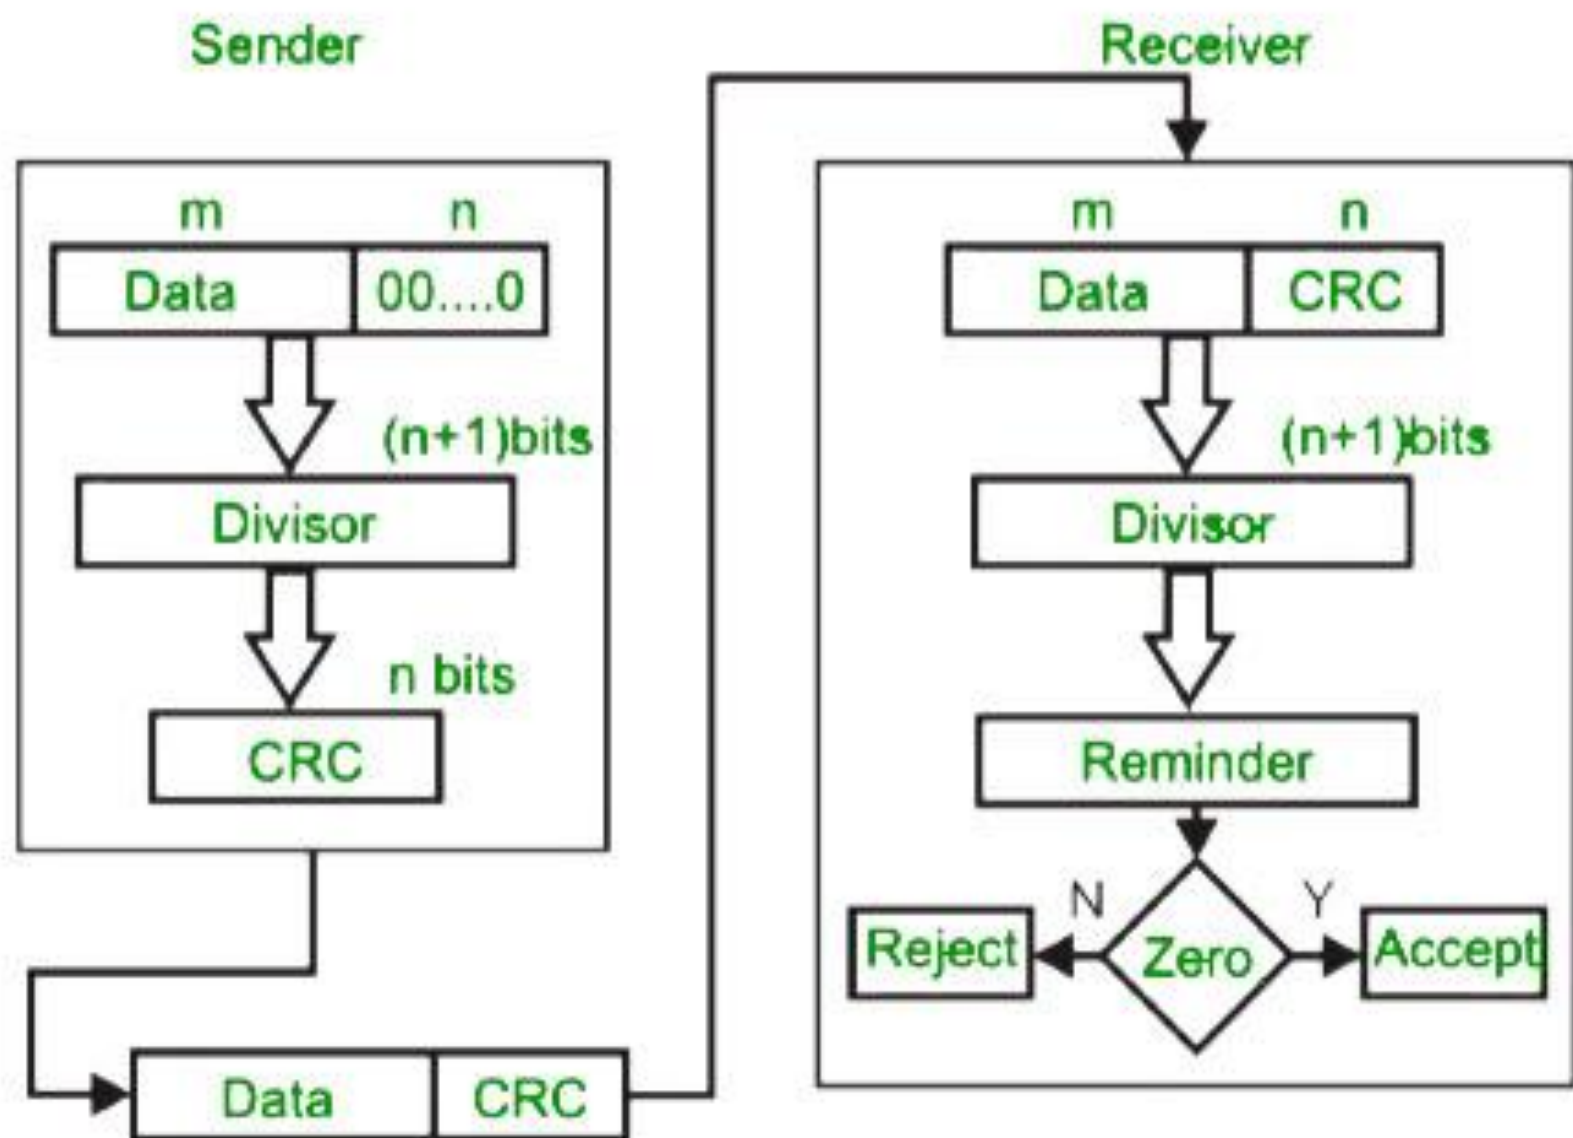 Sender
m n
Data 00....0
(n+1)bits
Divisor
n bits
CRC
Data CRC
Receiver
m n
Data CRC
(n+1)bits
Divisor
Reminder
N Y
Reject Zero Accept